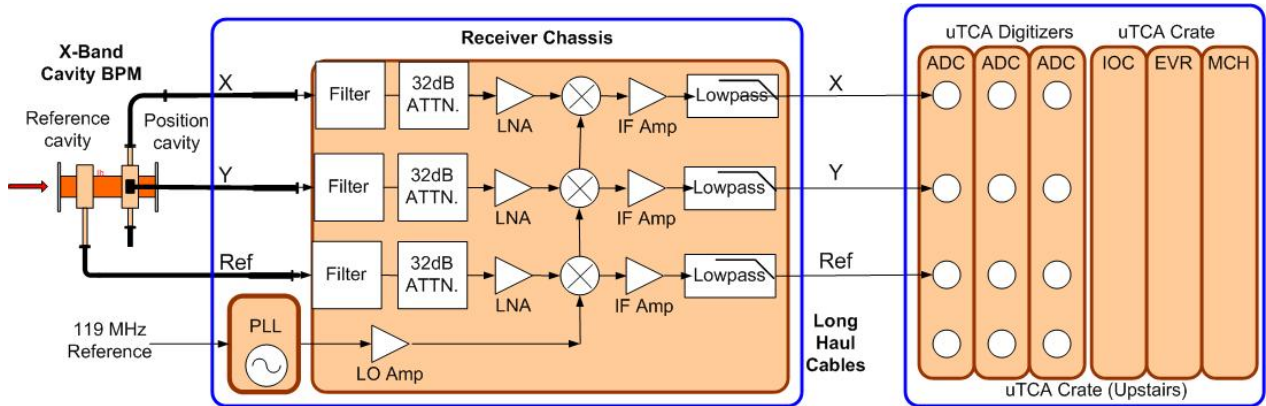 X-Band
Cavity BPM
Reference
cavity
Position
cavity
X
Y
Ref
119 MHz
Reference
Receiver Chassis
Filter
32dB
ATTN.
LNA
IF Amp
Lowpass
X
Filter
32dB
ATTN.
LNA
IF Amp
Lowpass
Y
Filter
32dB
ATTN.
LNA
IF Amp
Lowpass
Ref
PLL
LO Amp
Long
Haul
Cables
uTCA Digitizers
uTCA Crate
ADC
ADC
ADC
IOC
EVR
MCH
uTCA Crate (Upstairs)